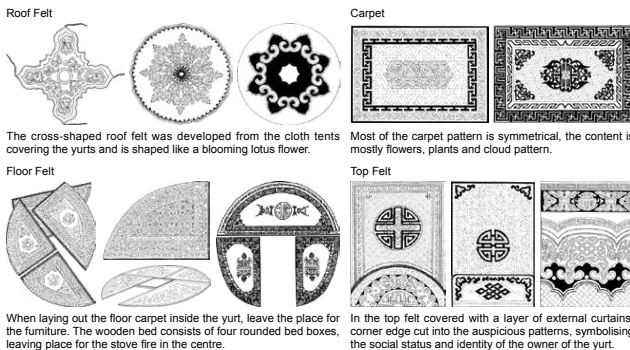 Roof Felt
The cross-shaped roof felt was developed from the cloth tents
covering the yurts and is shaped like a blooming lotus flower.
Carpet
Most of the carpet pattern is symmetrical, the content is
mostly flowers, plants and cloud pattern.
Floor Felt
When laying out the floor carpet inside the yurt, leave the place for
the furniture. The wooden bed consists of four rounded bed boxes,
leaving place for the stove fire in the centre.
Top Felt
In the top felt covered with a layer of external curtains,
corner edge cut into the auspicious patterns, symbolising
the social status and identity of the owner of the yurt.